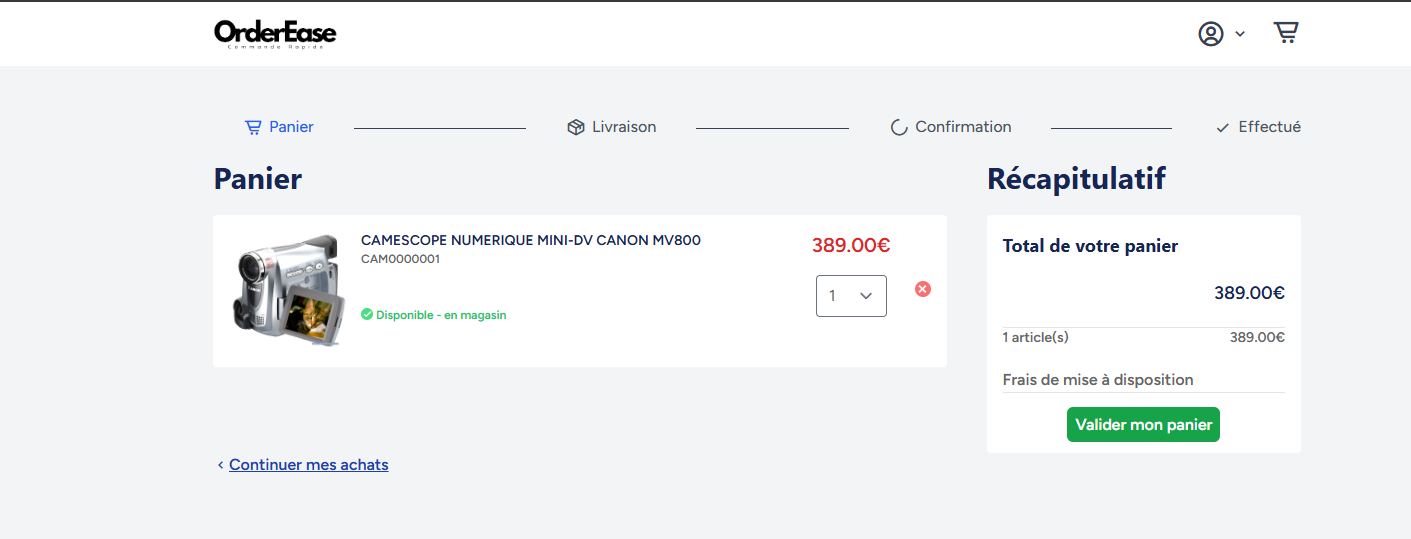 OrderEase
Commande Rapide
Panier
Livraison
Confirmation
Effectué
Panier
Récapitulatif
CAMESCOPE NUMERIQUE MINI-DV CANON MV800
CAM0000001
389.00€
1
Disponible - en magasin
Total de votre panier
389.00€
1 article(s) 389.00€
Frais de mise à disposition
Valider mon panier
Continuer mes achats